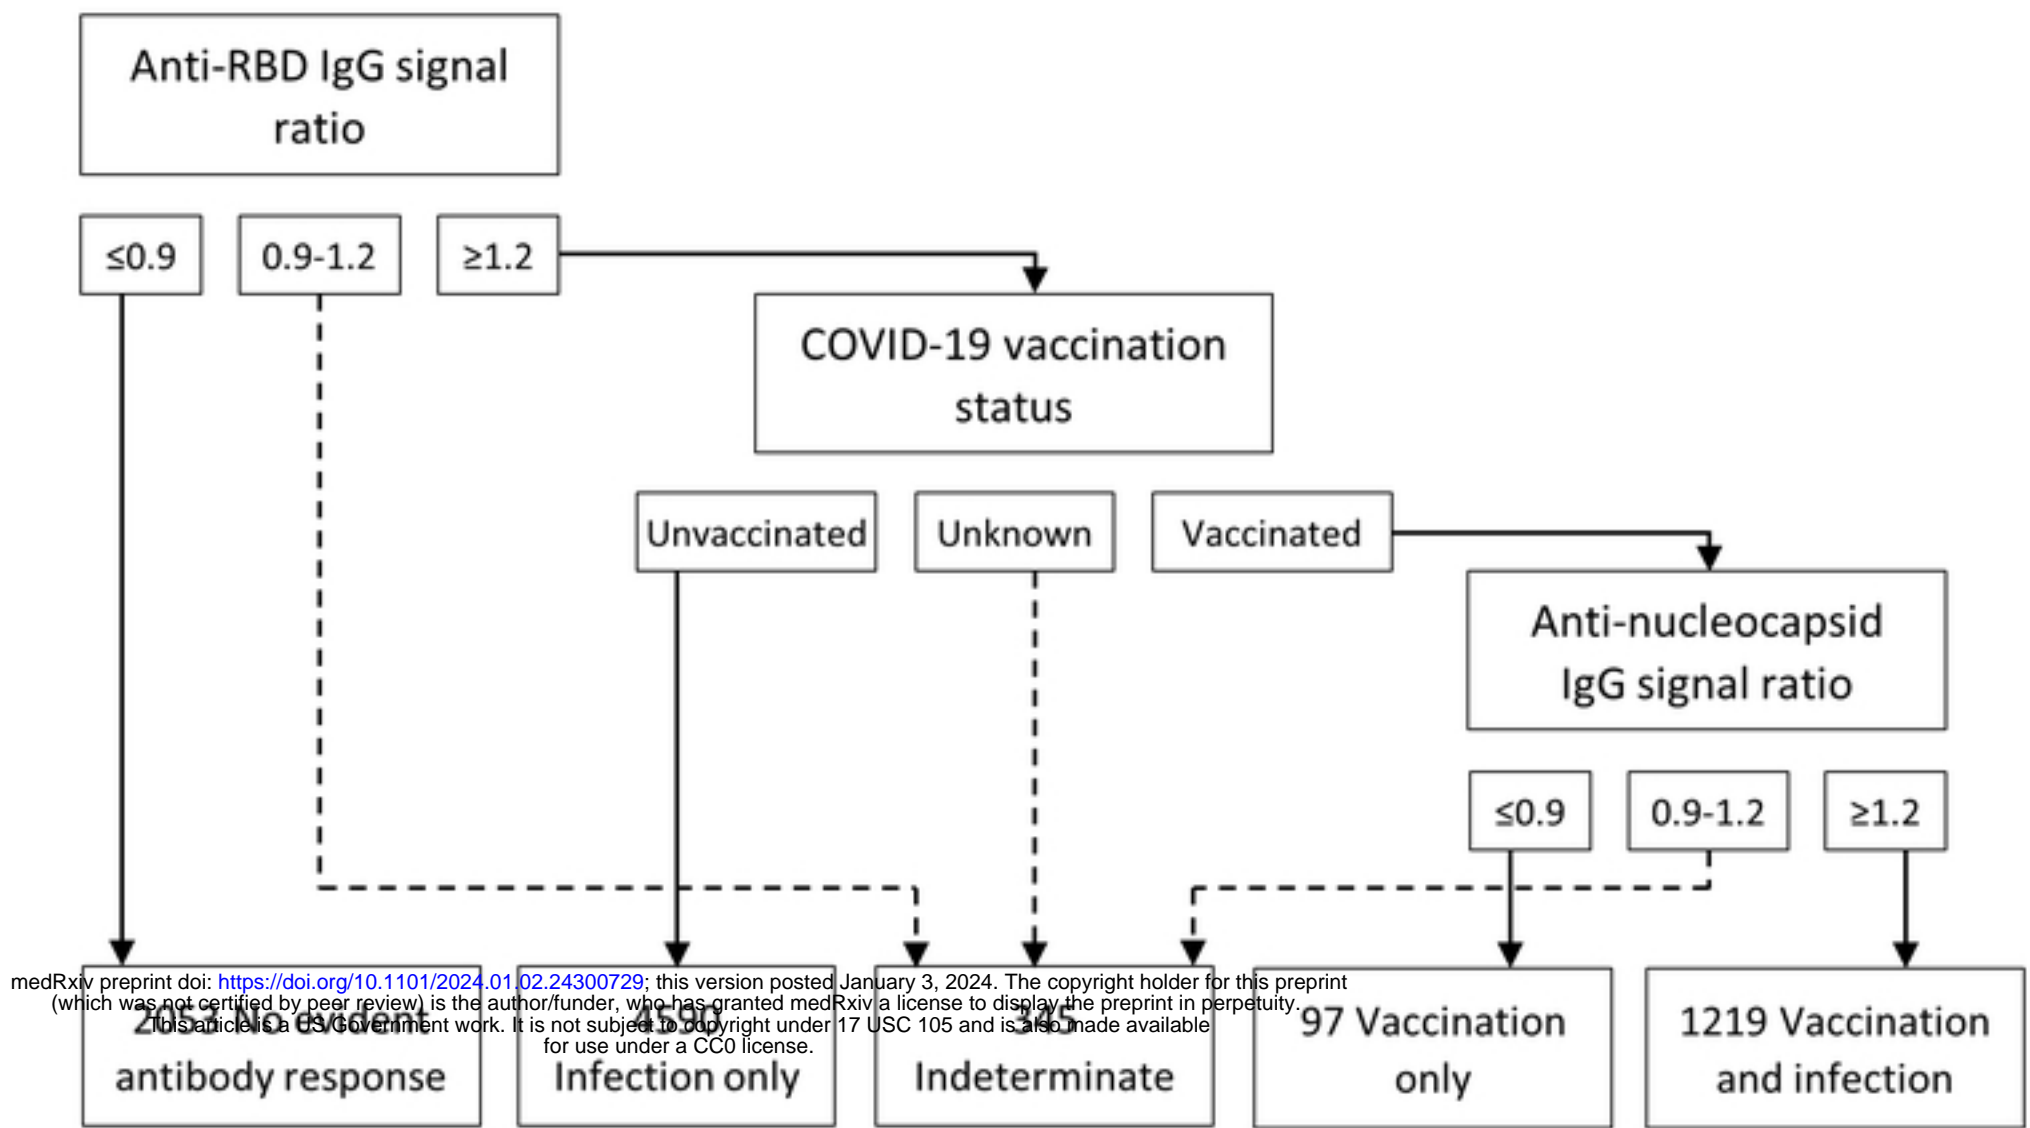 Anti-RBD IgG signal
ratio
≤0.9
0.9-1.2
≥1.2
COVID-19 vaccination
status
Unvaccinated
Unknown
Vaccinated
Anti-nucleocapsid
IgG signal ratio
≤0.9
0.9-1.2
≥1.2
medRxiv preprint doi: https://doi.org/10.1101/2024.01.02.24300729; this version posted January 3, 2024. The copyright holder for this preprint
(which was not certified by peer review) is the author/funder, who has granted medRxiv a license to display the preprint in perpetuity.
This article is a US Government work. It is not subject to copyright under 17 USC 105 and is also made available
for use under a CC0 license.
2053 No evident
antibody response
4590
Infection only
345
Indeterminate
97 Vaccination
only
1219 Vaccination
and infection